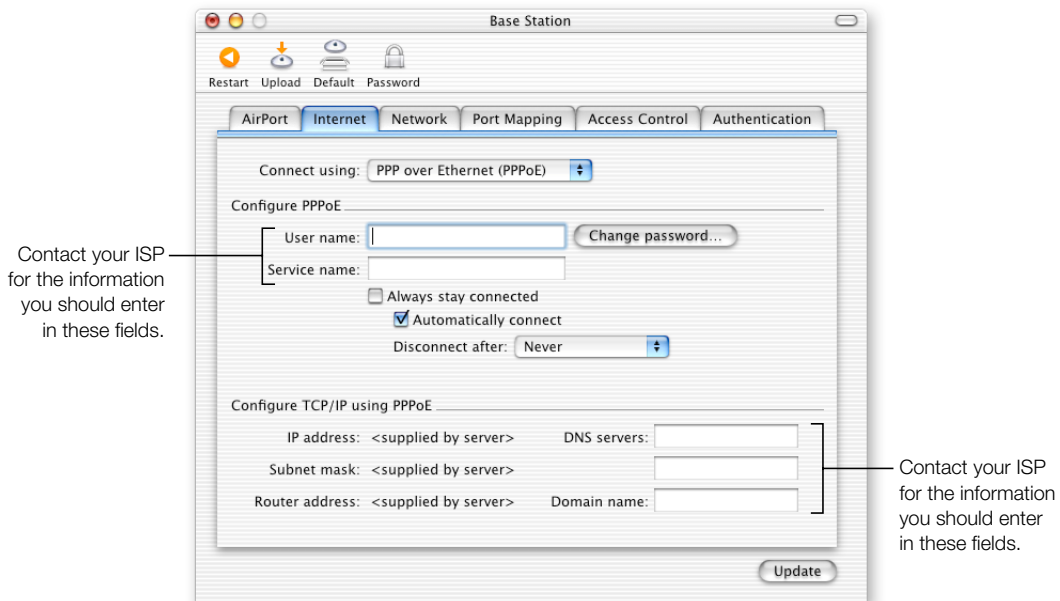 Base Station
Restart Upload Default Password
AirPort Internet Network Port Mapping Access Control Authentication
Connect using: PPP over Ethernet (PPPoE)
Configure PPPoE
User name: Change password...
Service name:
Always stay connected
Automatically connect
Disconnect after: Never
Contact your ISP
for the information
you should enter
in these fields.
Configure TCP/IP using PPPoE
IP address: <supplied by server> DNS servers:
Subnet mask: <supplied by server>
Router address: <supplied by server> Domain name:
Contact your ISP
for the information
you should enter
in these fields.
Update